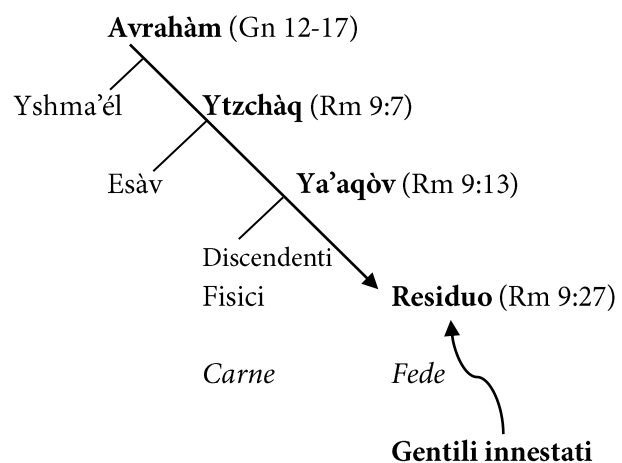 Avrahàm (Gn 12-17)
Yshma’él
Ytzchàq (Rm 9:7)
Esàv
Ya’aqòv (Rm 9:13)
Discendenti
Fisici
Residuo (Rm 9:27)
Carne
Fede
Gentili innestati